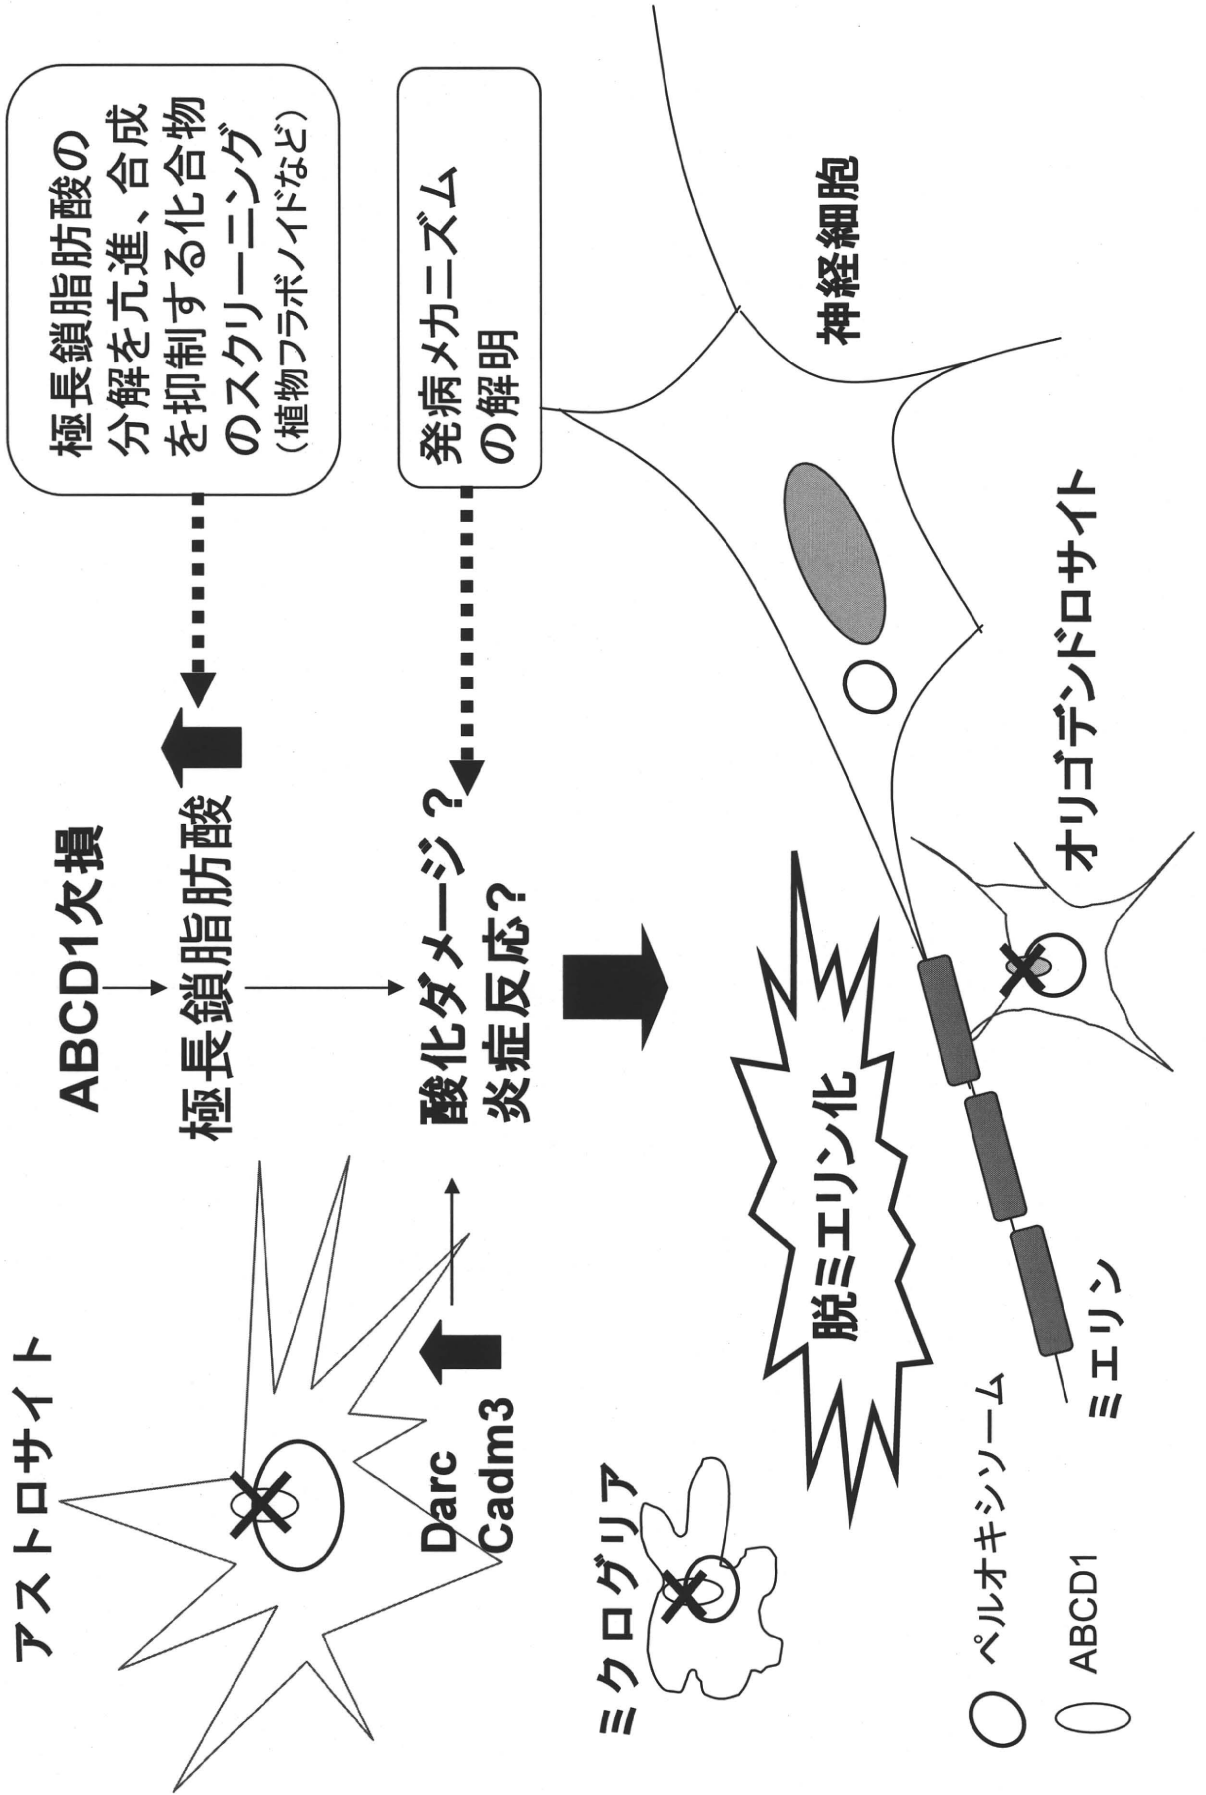 アストロサイト
ABCD1欠損
極長鎖脂肪酸
極長鎖脂肪酸の
分解を亢進、合成
を抑制する化合物
のスクリーニング
（植物フラボノイドなど）
Darc
Cadm3
酸化ダメージ？
炎症反応?
発病メカニズム
の解明
ミクログリア
脱ミエリン化
神経細胞
オリゴデンドロサイト
ミエリン
ペルオキシソーム
ABCD1